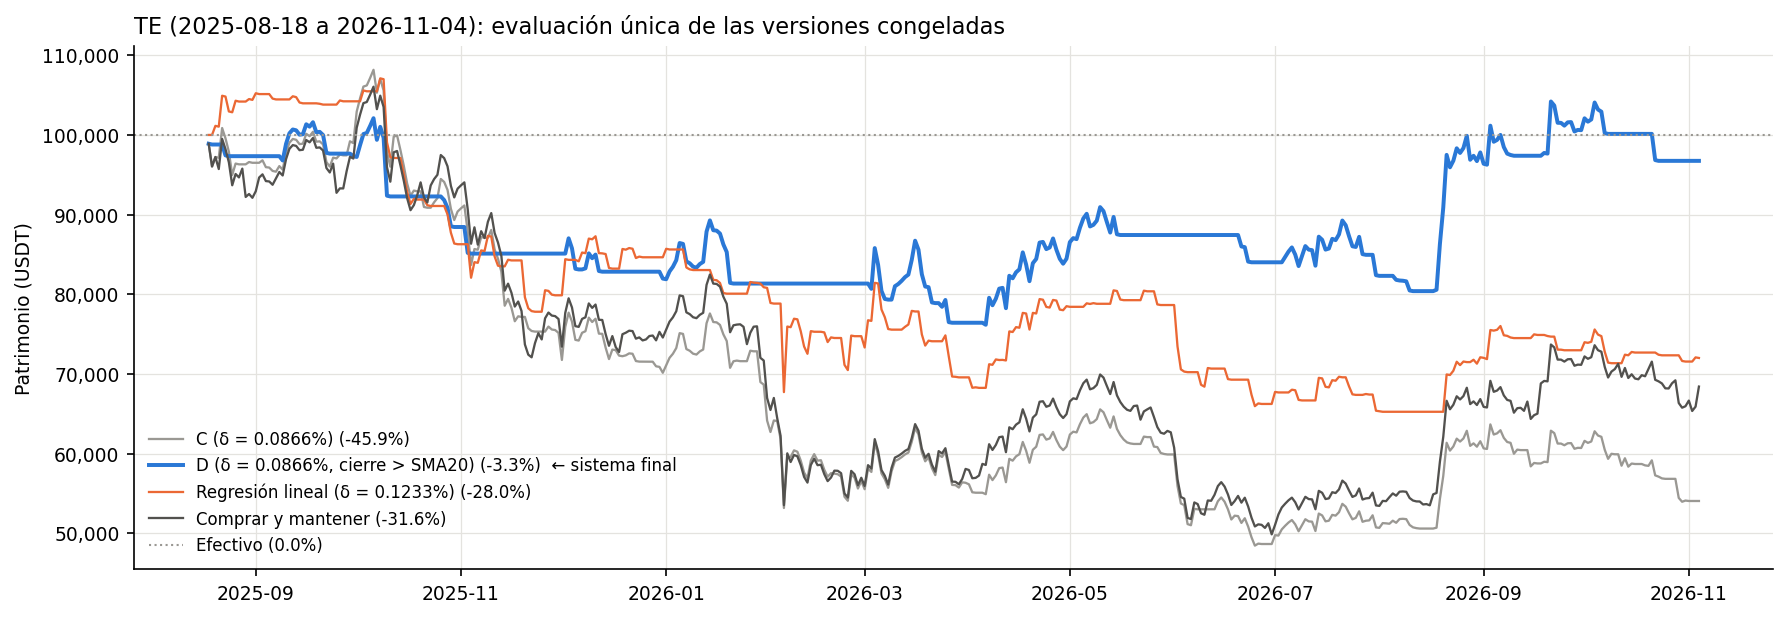 TE (2025-08-18 a 2026-11-04): evaluación única de las versiones congeladas
Patrimonio (USDT)
110,000
100,000
90,000
80,000
70,000
60,000
50,000
C (δ = 0.0866%) (-45.9%)
D (δ = 0.0866%, cierre > SMA20) (-3.3%) ← sistema final
Regresión lineal (δ = 0.1233%) (-28.0%)
Comprar y mantener (-31.6%)
Efectivo (0.0%)
2025-09
2025-11
2026-01
2026-03
2026-05
2026-07
2026-09
2026-11